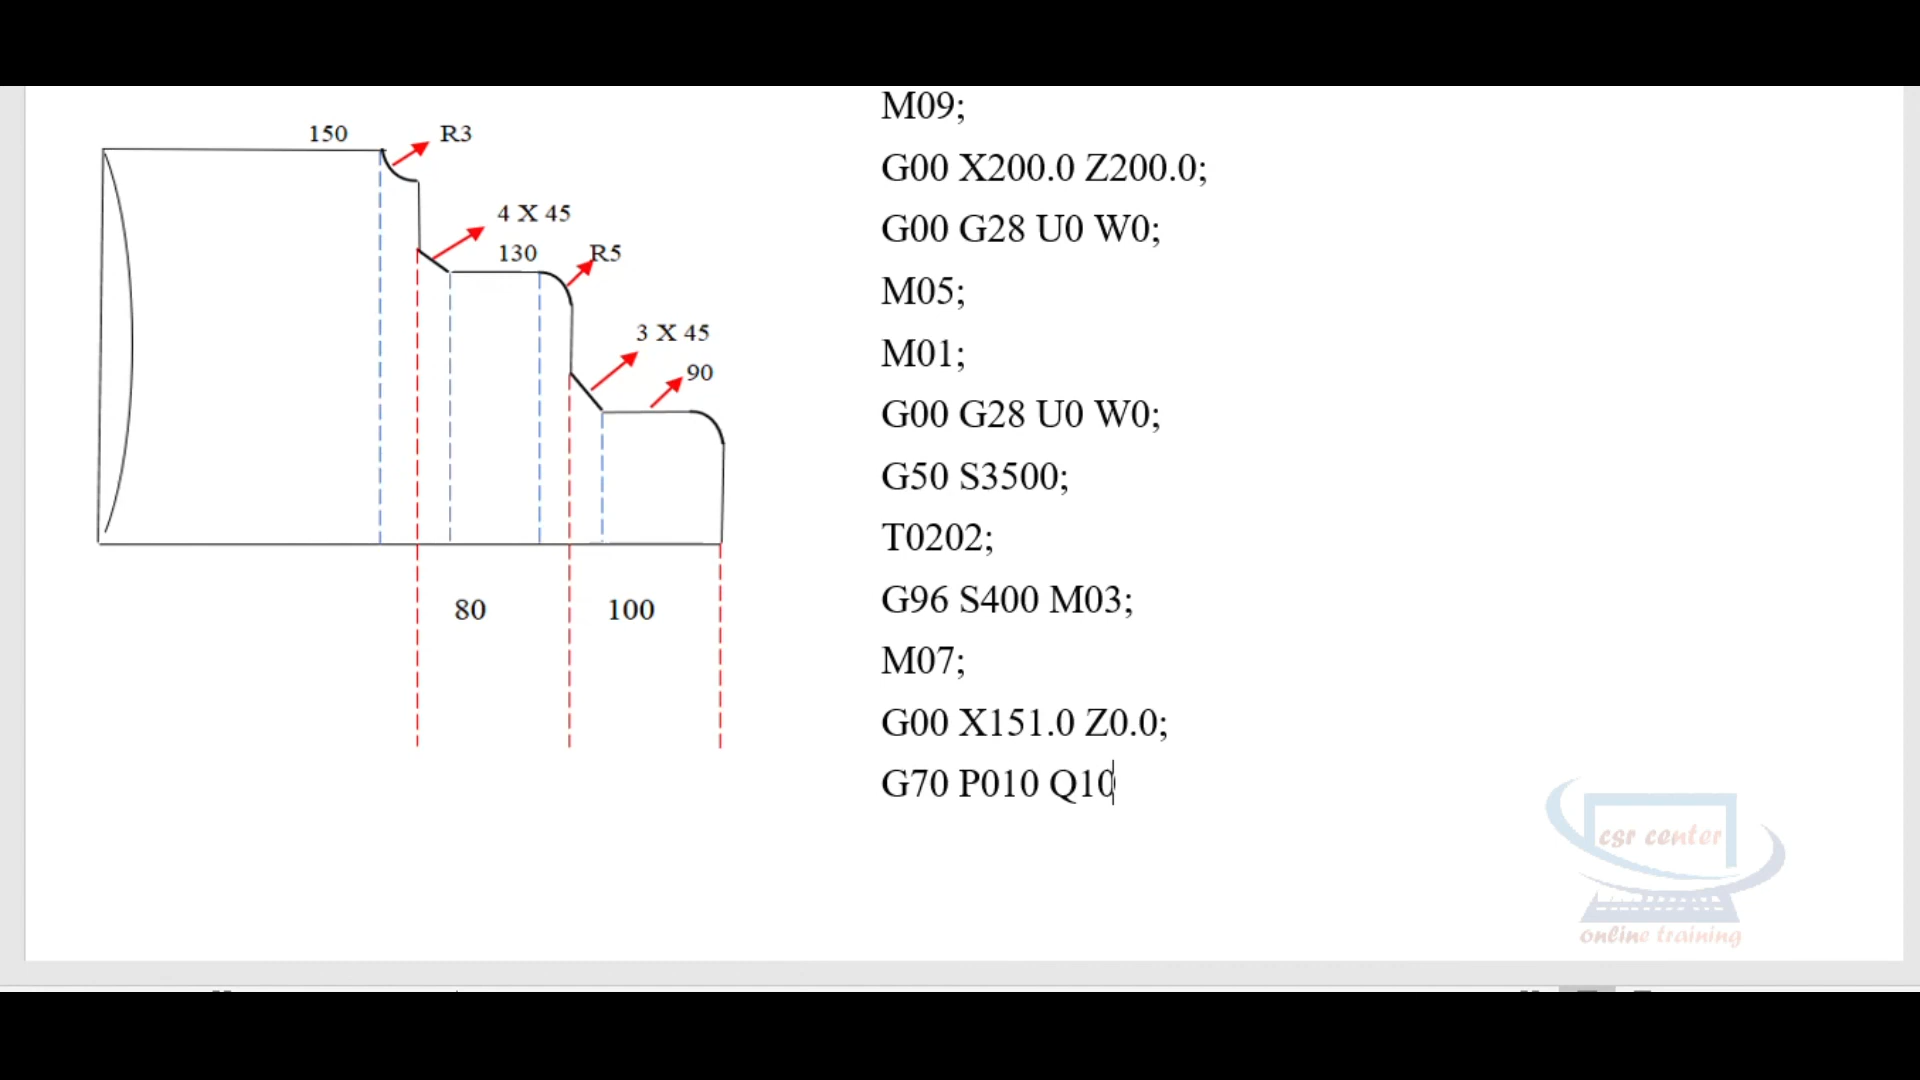 150
R3
4 X 45
130
R5
3 X 45
90
80
100
M09;
G00 X200.0 Z200.0;
G00 G28 U0 W0;
M05;
M01;
G00 G28 U0 W0;
G50 S3500;
T0202;
G96 S400 M03;
M07;
G00 X151.0 Z0.0;
G70 P010 Q10
csr center
online training